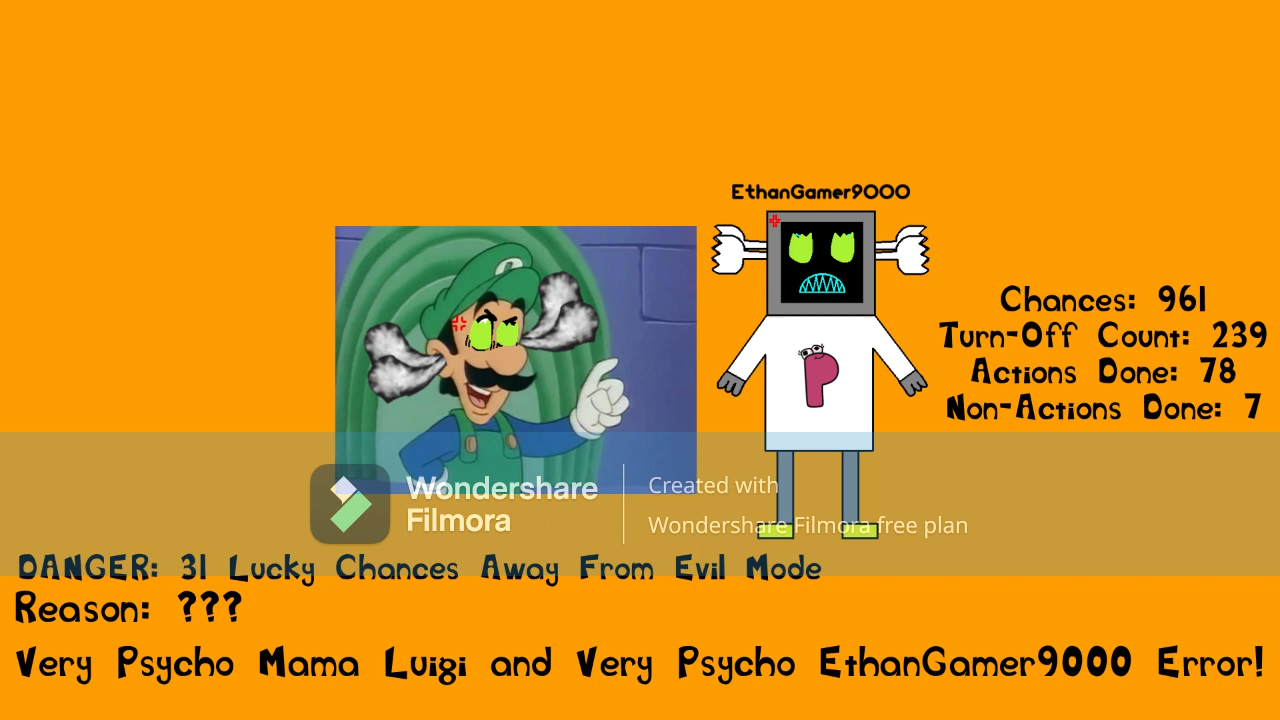 EthanGamer9000
P
Chances: 961
Turn-Off Count: 239
Actions Done: 78
Non-Actions Done: 7
Wondershare
Filmora
Created with
Wondershare Filmora free plan
DANGER: 31 Lucky Chances Away From Evil Mode
Reason: ???
Very Psycho Mama Luigi and Very Psycho EthanGamer9000 Error!